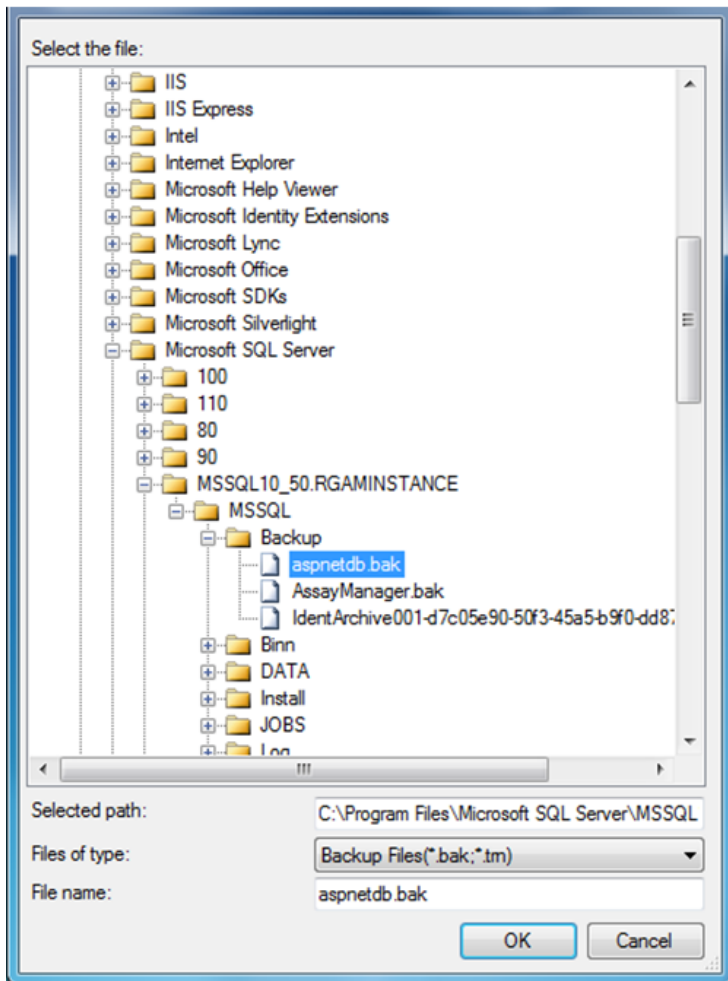 Select the file:
IIS
IIS Express
Intel
Internet Explorer
Microsoft Help Viewer
Microsoft Identity Extensions
Microsoft Lync
Microsoft Office
Microsoft SDKs
Microsoft Silverlight
Microsoft SQL Server
100
110
80
90
MSSQL10_50.RGAMINSTANCE
MSSQL
Backup
aspnetdb.bak
AssayManager.bak
IdentArchive001-d7c05e90-50f3-45a5-b9f0-dd87
Binn
DATA
Install
JOBS
Log
Selected path: C:\Program Files\Microsoft SQL Server\MSSQL
Files of type: Backup Files(*.bak;*.trn)
File name: aspnetdb.bak
OK Cancel